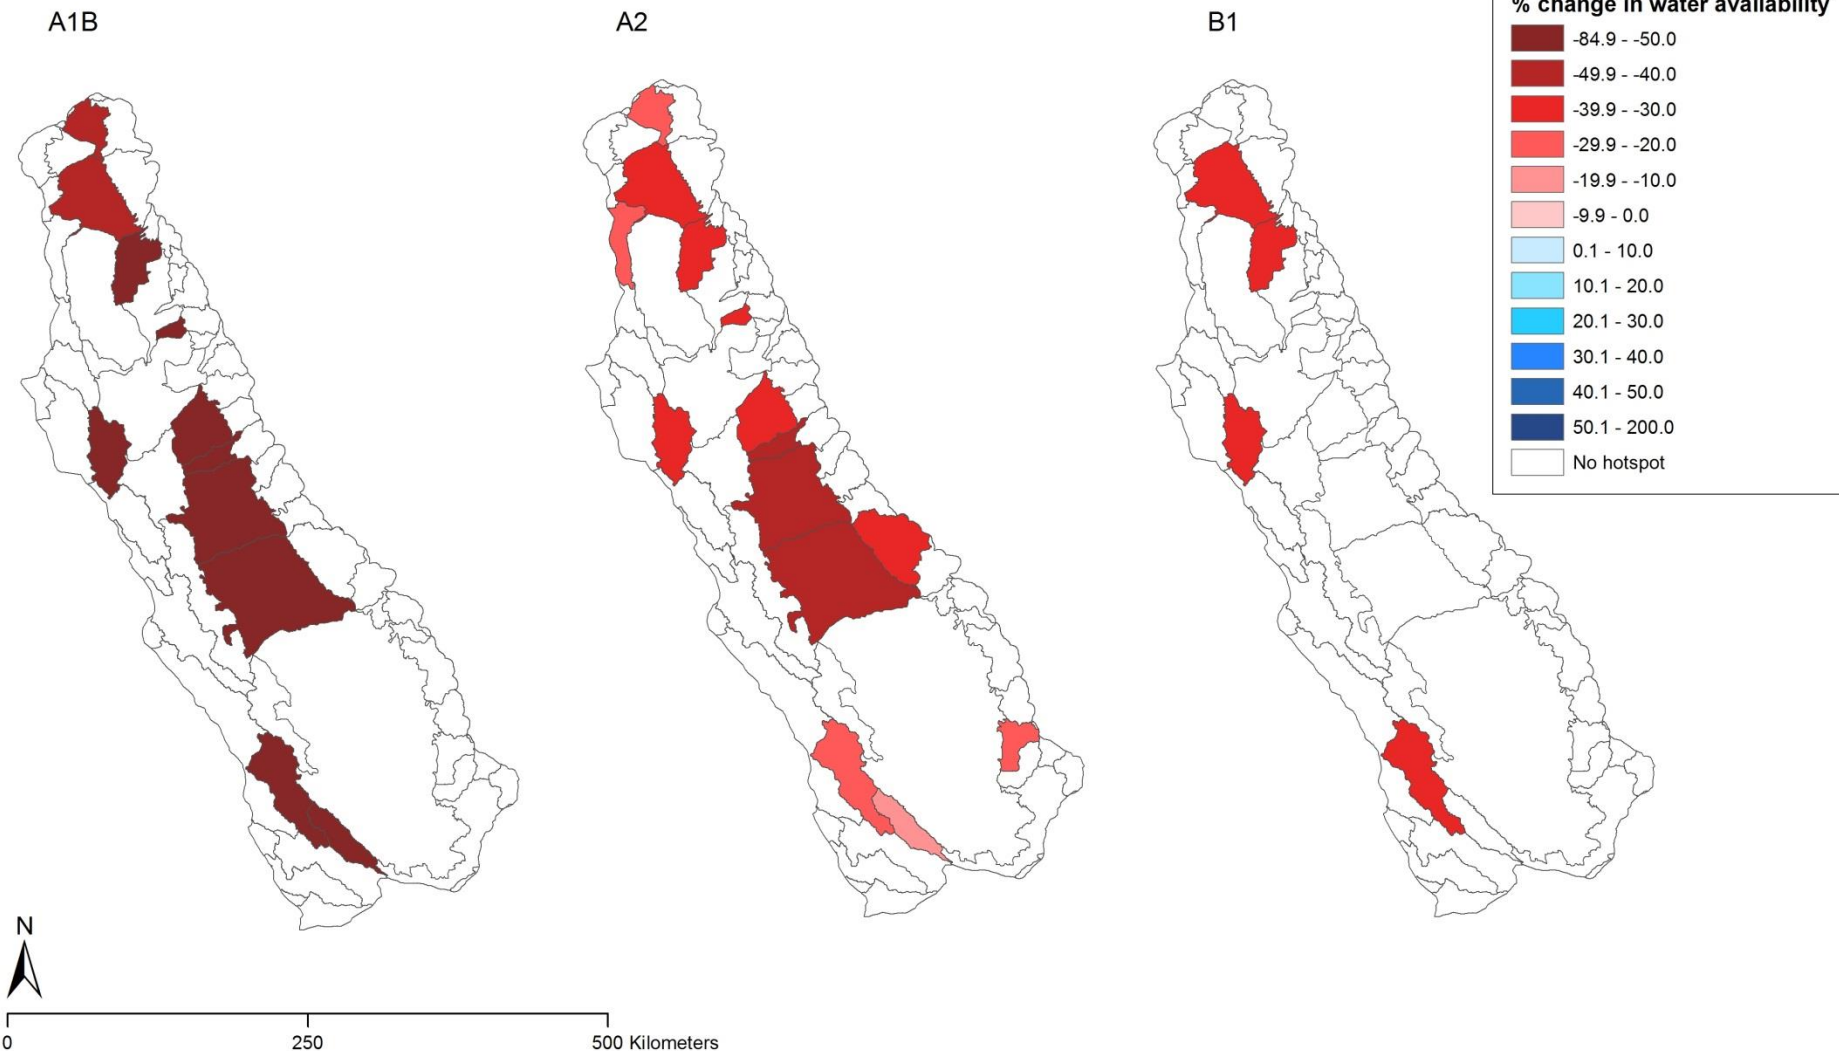 A1B
A2
B1
% change in water availability
-84.9 - -50.0
-49.9 - -40.0
-39.9 - -30.0
-29.9 - -20.0
-19.9 - -10.0
-9.9 - 0.0
0.1 - 10.0
10.1 - 20.0
20.1 - 30.0
30.1 - 40.0
40.1 - 50.0
50.1 - 200.0
No hotspot
N
0 250 500 Kilometers